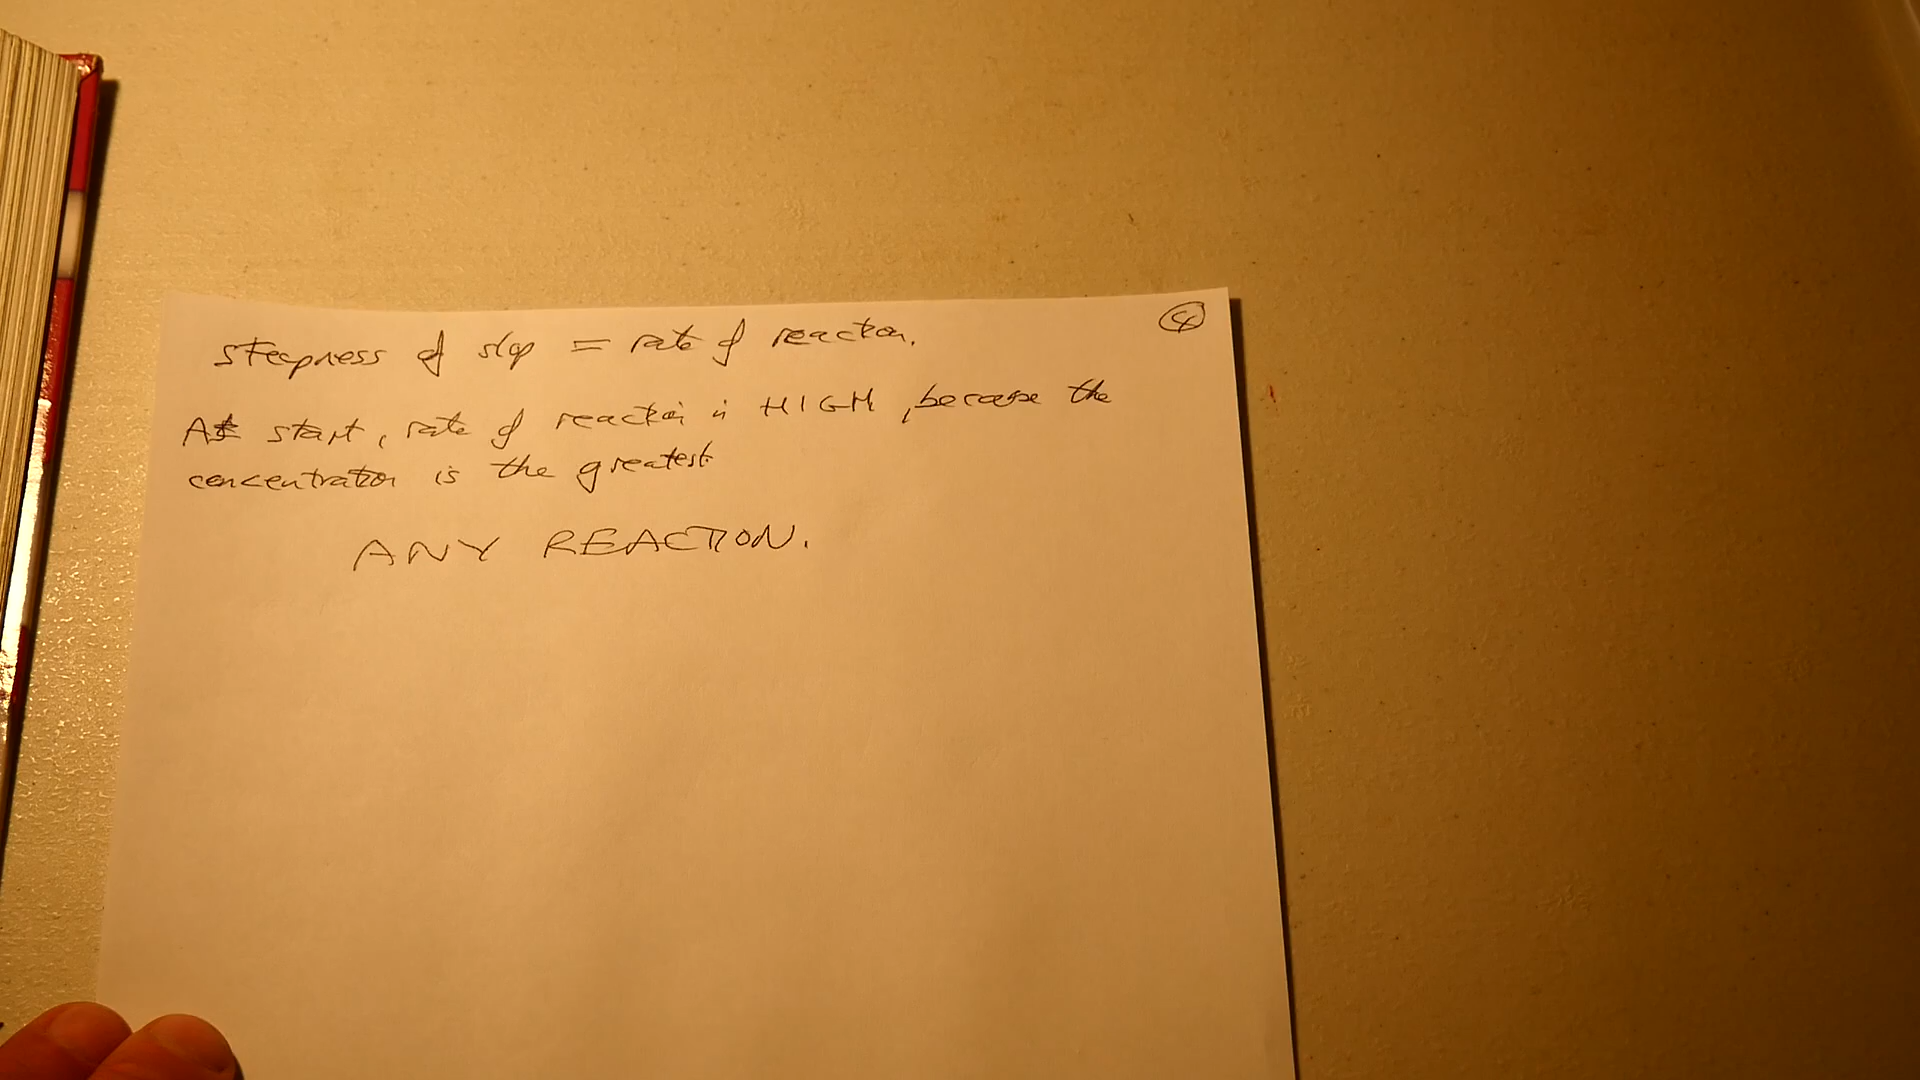 ④
steepness of slop = rate of reaction.
At start, rate of reaction is HIGH, because the
concentration is the greatest.
ANY REACTION.